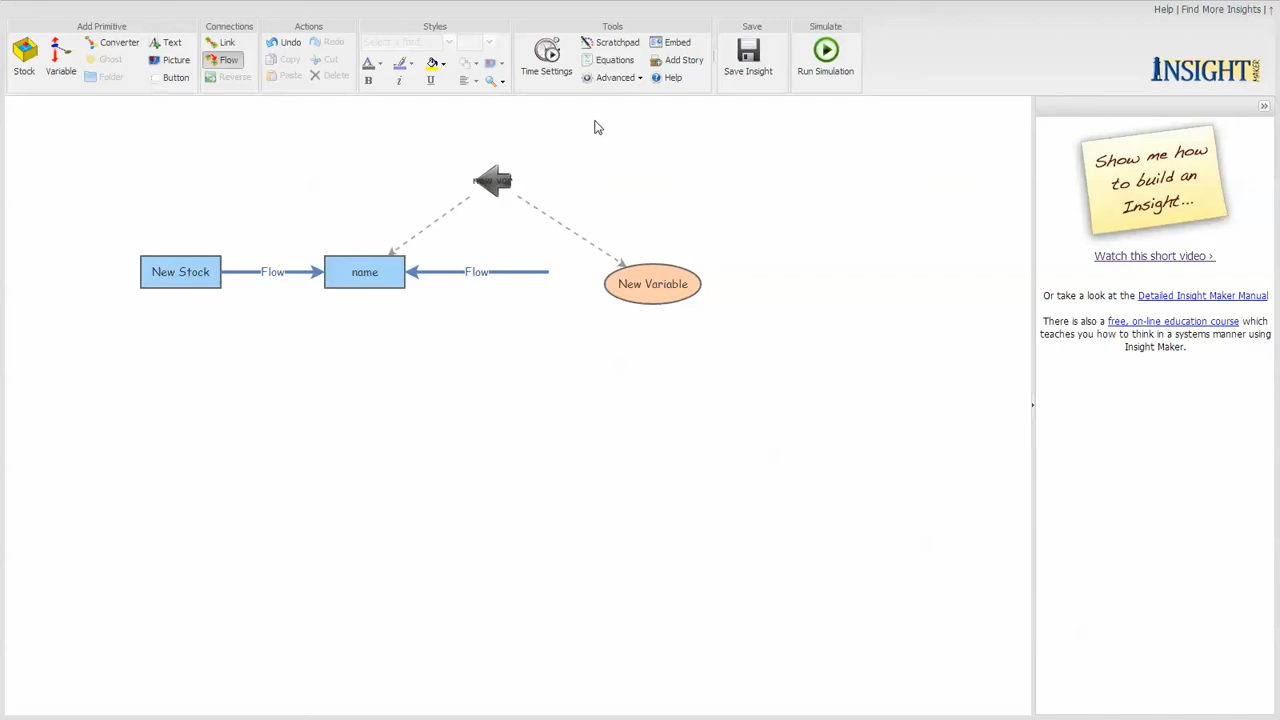 Help | Find More Insights | ↑
Add Primitive
Connections
Actions
Styles
Tools
Save
Simulate
Stock
Variable
Converter
Ghost
Folder
Text
Picture
Button
Link
Flow
Reverse
Undo
Redo
Copy
Cut
Paste
Delete
Select a font...
A
B
i
U
Time Settings
Scratchpad
Equations
Advanced
Embed
Add Story
Help
Save Insight
Run Simulation
INSIGHT
MAKER
Show me how
to build an
Insight...
Watch this short video ›
Or take a look at the Detailed Insight Maker Manual
There is also a free, on-line education course which
teaches you how to think in a systems manner using
Insight Maker.
New Stock
Flow
name
Flow
New Variable